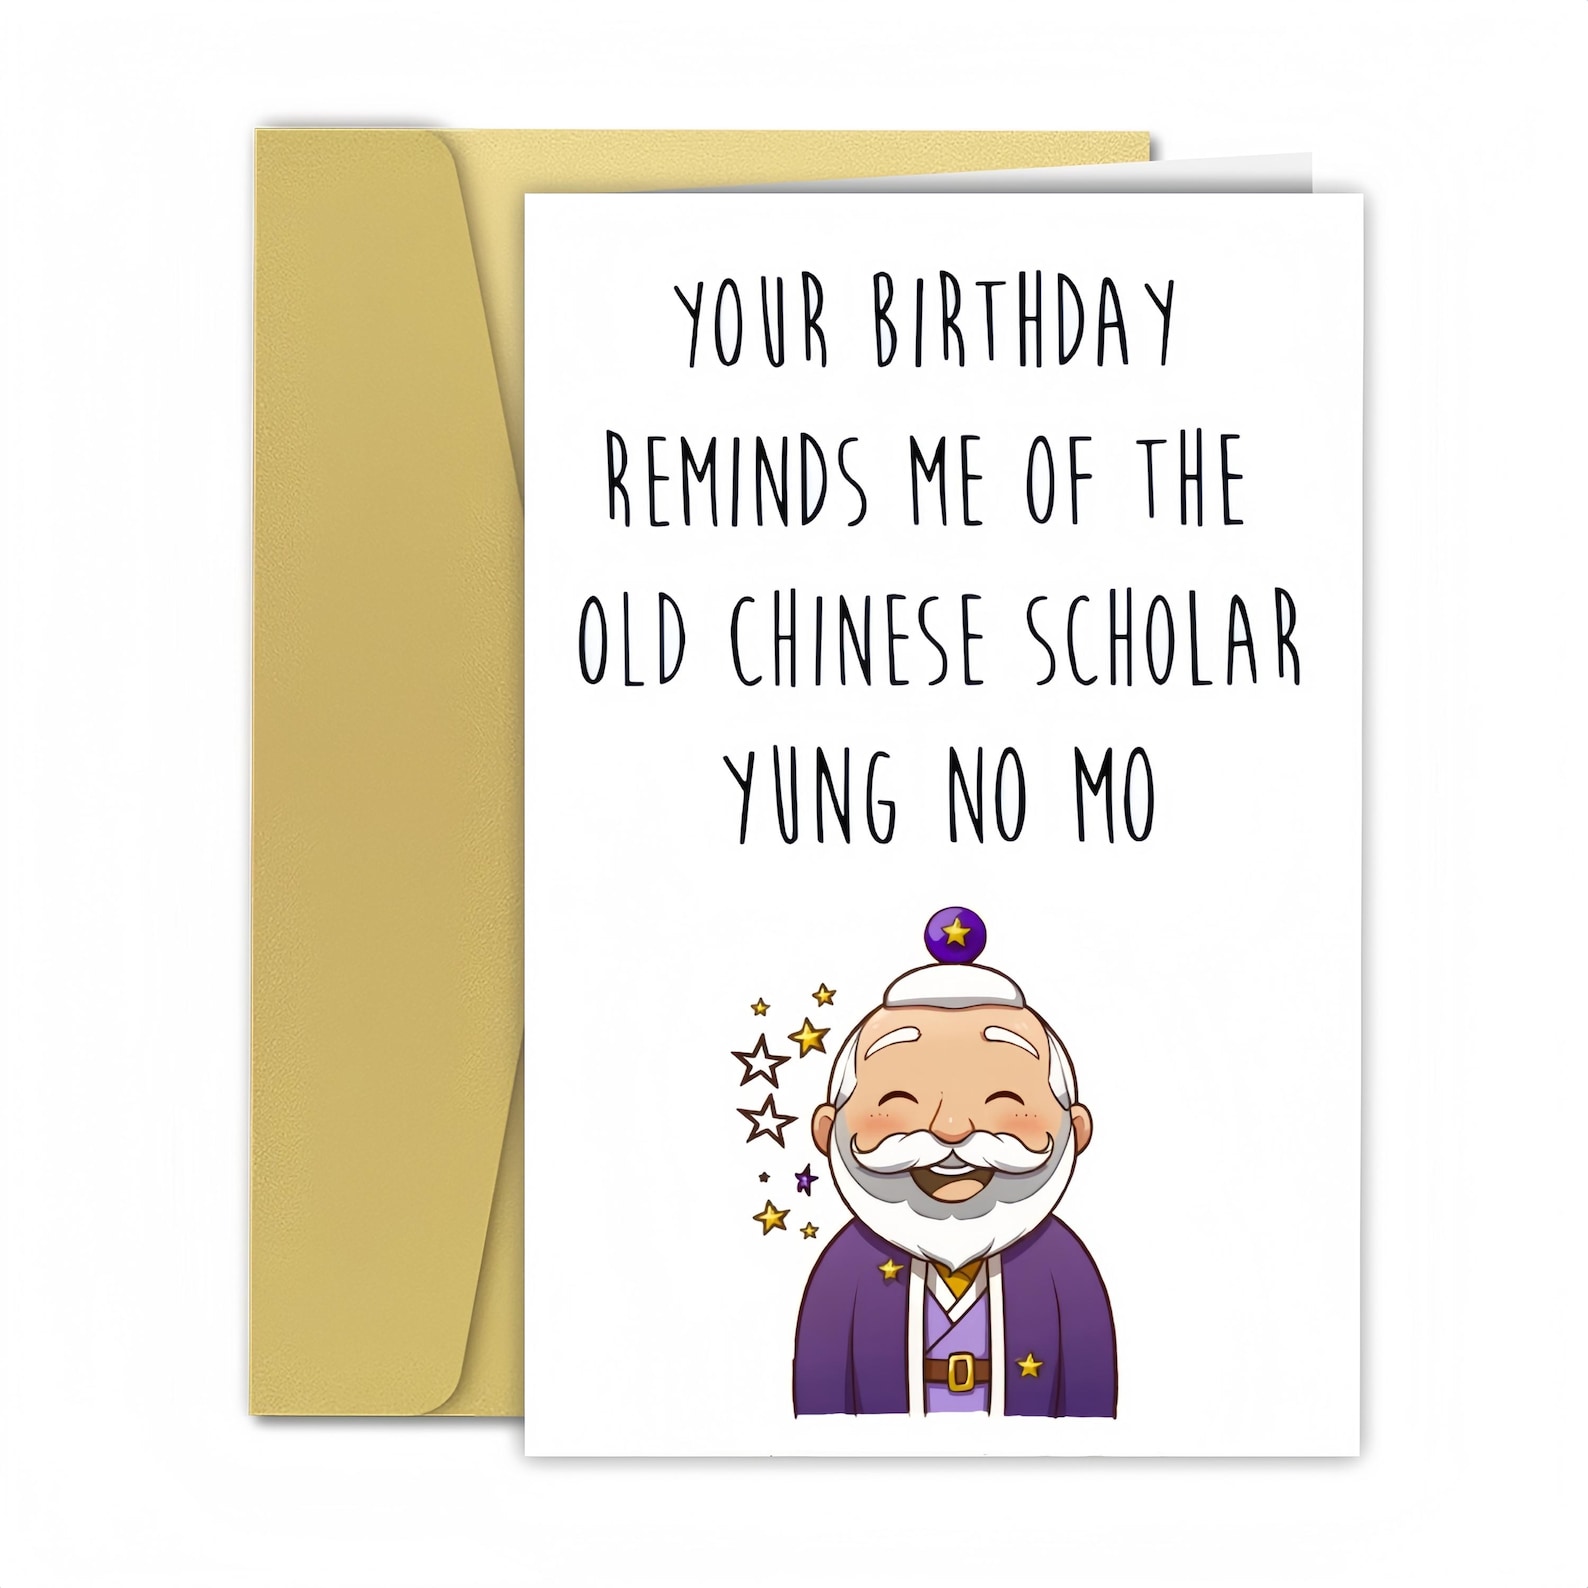 YOUR BIRTHDAY
REMINDS ME OF THE
OLD CHINESE SCHOLAR
YUNG NO MO